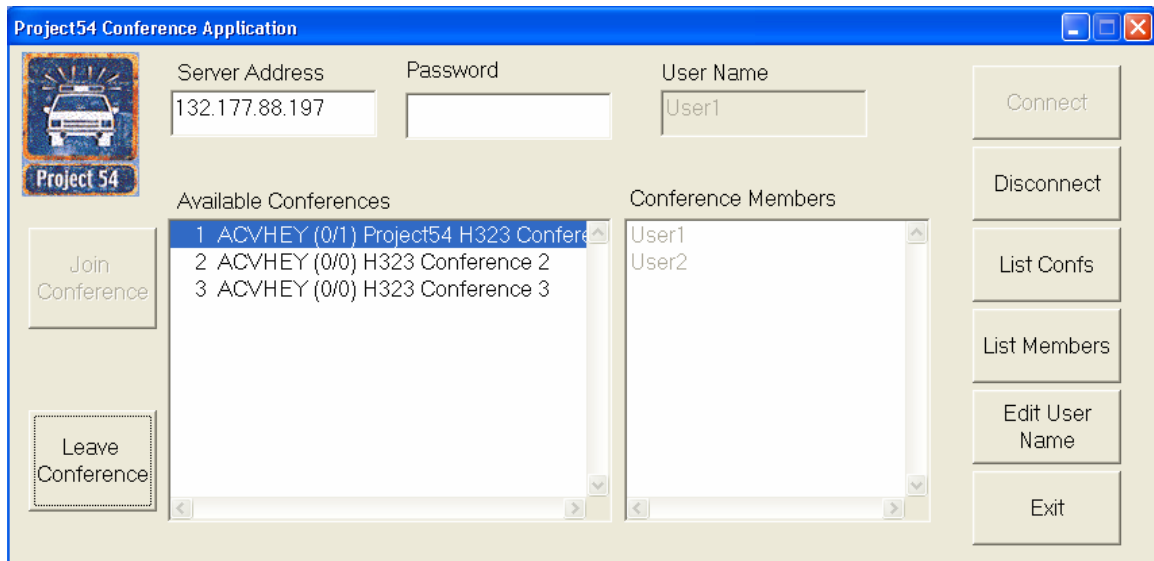 Project54 Conference Application
Server Address
Password
User Name
132.177.88.197
User1
Connect
Project 54
Disconnect
Available Conferences
Conference Members
1 ACVHEY (0/1) Project54 H323 Confere
2 ACVHEY (0/0) H323 Conference 2
3 ACVHEY (0/0) H323 Conference 3
User1
User2
Join
Conference
List Confs
List Members
Leave
Conference
Edit User
Name
Exit